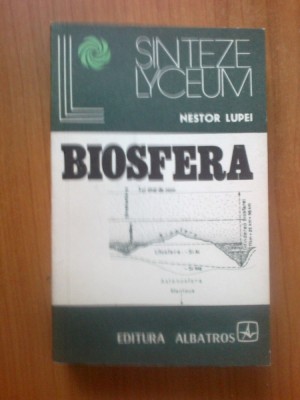 SINTEZE
LYCEUM
NESTOR LUPEI
BIOSFERA
EDITURA ALBATROS